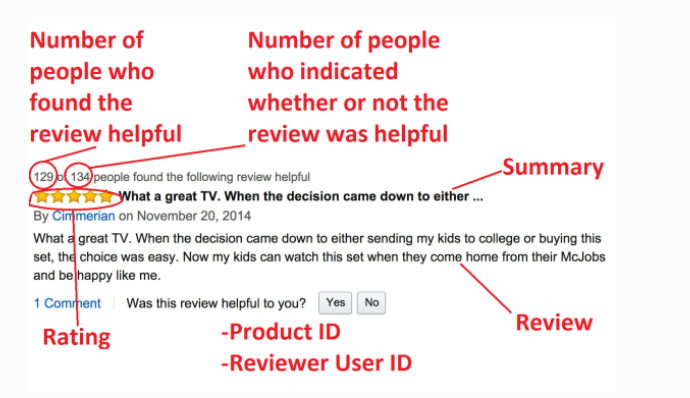 Number of
people who
found the
review helpful
Number of people
who indicated
whether or not the
review was helpful
129 of 134 people found the following review helpful
Summary
What a great TV. When the decision came down to either ...
By Cimmerian on November 20, 2014
What a great TV. When the decision came down to either sending my kids to college or buying this
set, the choice was easy. Now my kids can watch this set when they come home from their McJobs
and be happy like me.
1 Comment Was this review helpful to you? Yes No
Rating
-Product ID
-Reviewer User ID
Review